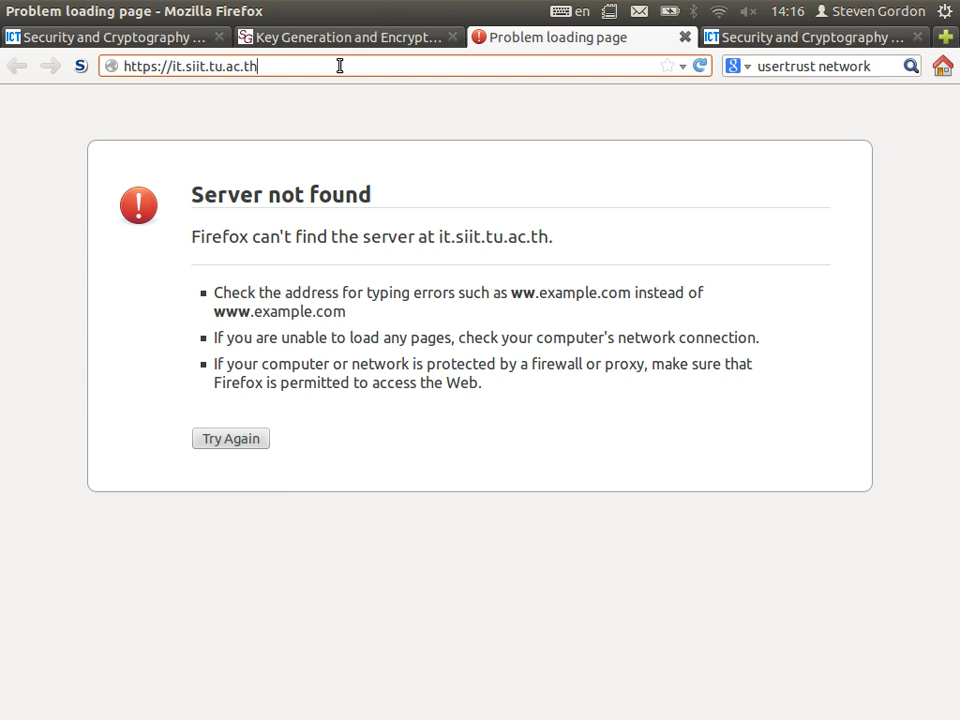 Problem loading page - Mozilla Firefox en 14:16 Steven Gordon
ICT Security and Cryptography ... SG Key Generation and Encrypt... Problem loading page ICT Security and Cryptography ...
S https://it.siit.tu.ac.th 8 usertrust network
Server not found
Firefox can't find the server at it.siit.tu.ac.th.
Check the address for typing errors such as ww.example.com instead of
www.example.com
If you are unable to load any pages, check your computer's network connection.
If your computer or network is protected by a firewall or proxy, make sure that
Firefox is permitted to access the Web.
Try Again